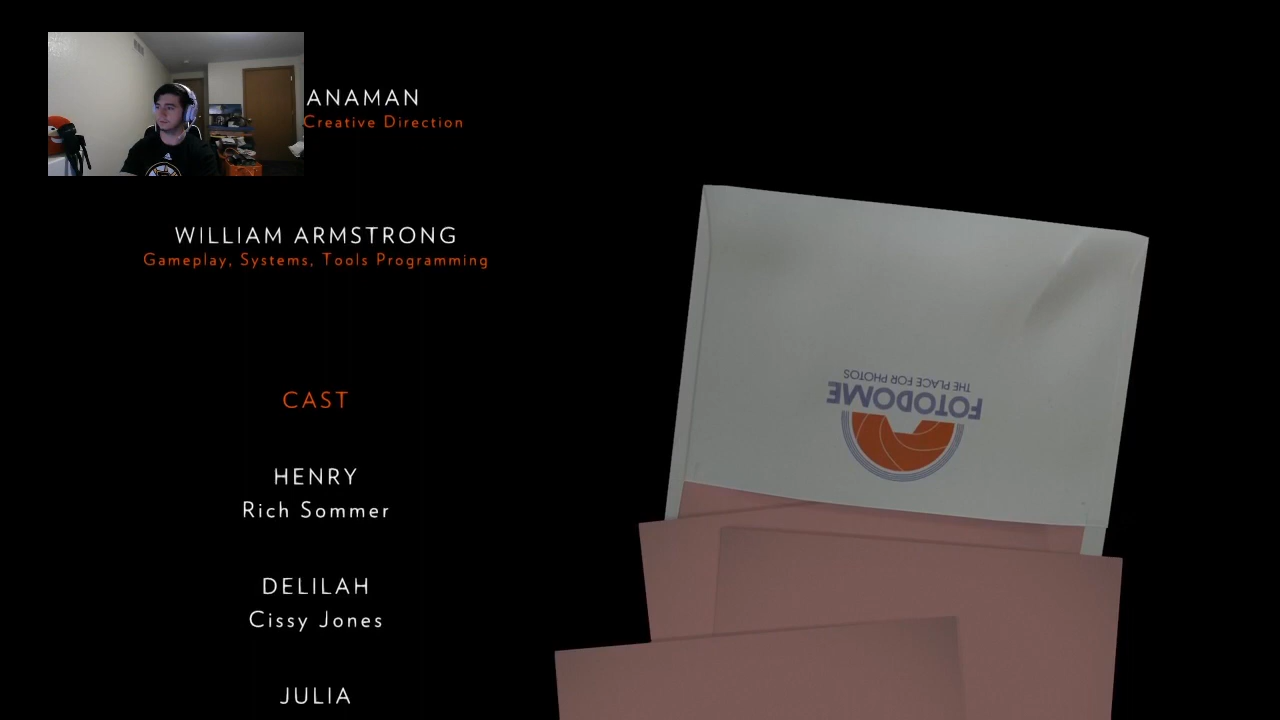 ANAMAN
Creative Direction
WILLIAM ARMSTRONG
Gameplay, Systems, Tools Programming
CAST
HENRY
Rich Sommer
DELILAH
Cissy Jones
JULIA
FOTODOME
THE PLACE FOR PHOTOS